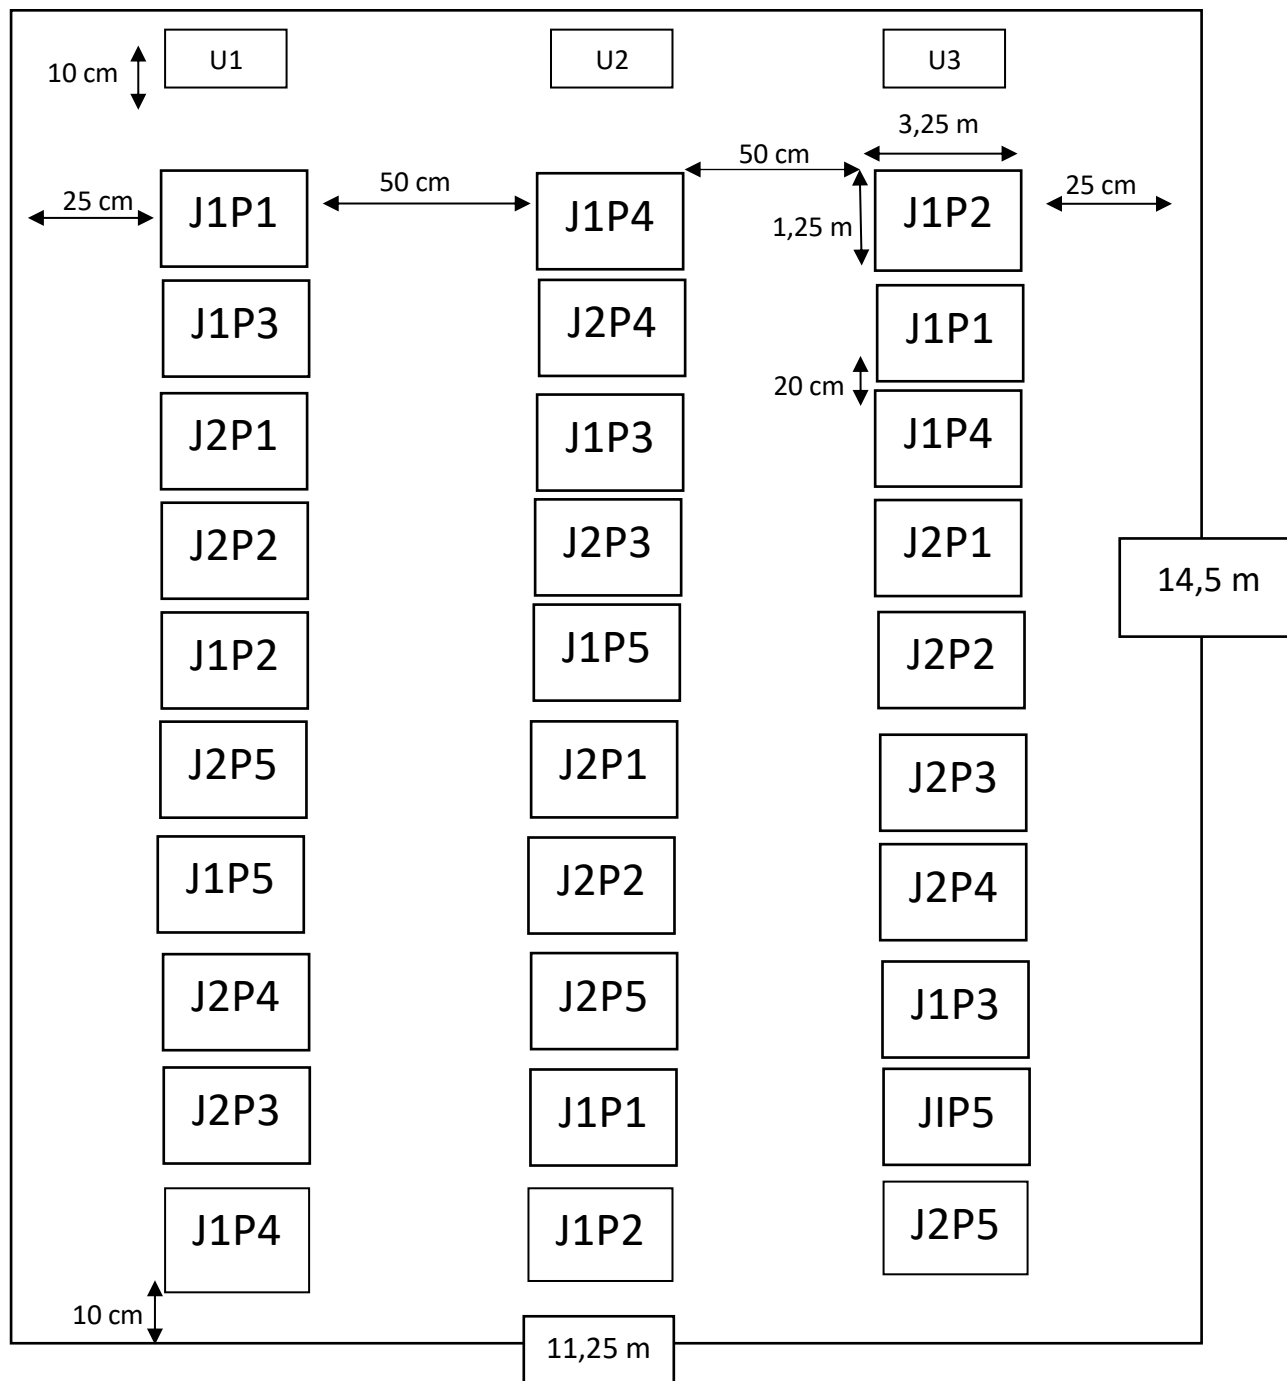 U1 U2 U3
10 cm
3,25 m
50 cm
50 cm
25 cm
25 cm
1,25 m
J1P1 J1P4 J1P2
J1P3 J2P4 J1P1
20 cm
J2P1 J1P3 J1P4
J2P2 J2P3 J2P1
14,5 m
J1P2 J1P5 J2P2
J2P5 J2P1 J2P3
J1P5 J2P2 J2P4
J2P4 J2P5 J1P3
J2P3 J1P1 JIP5
J1P4 J1P2 J2P5
10 cm
11,25 m